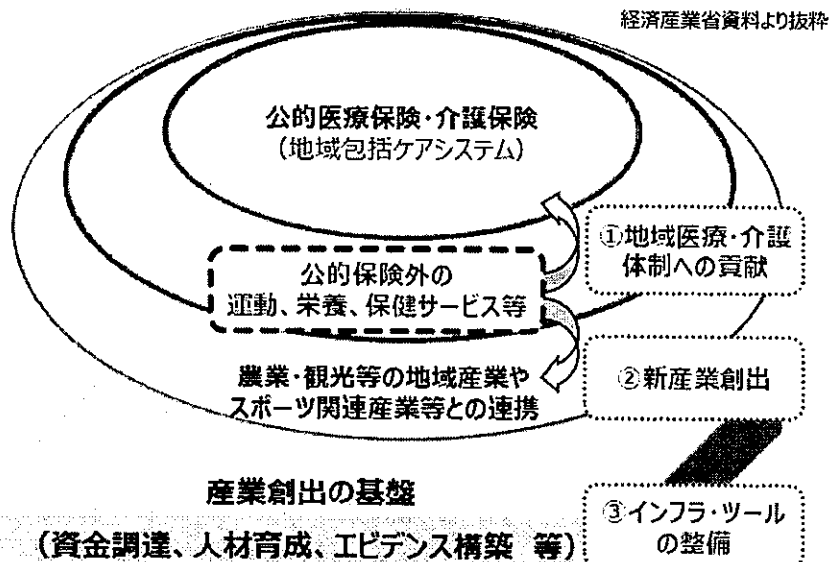 経済産業省資料より抜粋
公的医療保険・介護保険
（地域包括ケアシステム）
①地域医療・介護
体制への貢献
公的保険外の
運動、栄養、保健サービス等
農業・観光等の地域産業や
スポーツ関連産業等との連携
②新産業創出
産業創出の基盤
（資金調達、人材育成、エビデンス構築 等）
③インフラ・ツール
の整備